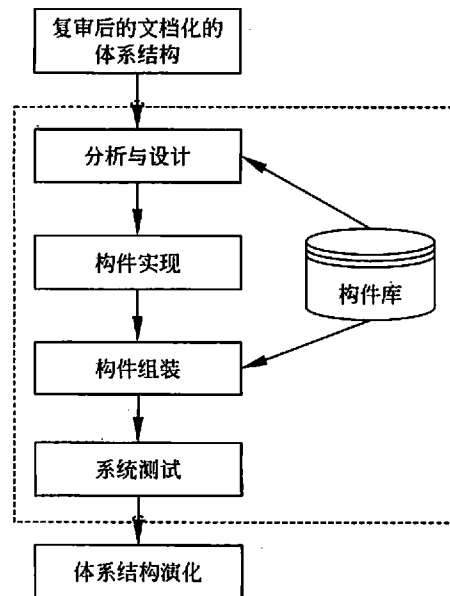 复审后的文档化的
体系结构
分析与设计
构件实现
构件库
构件组装
系统测试
体系结构演化